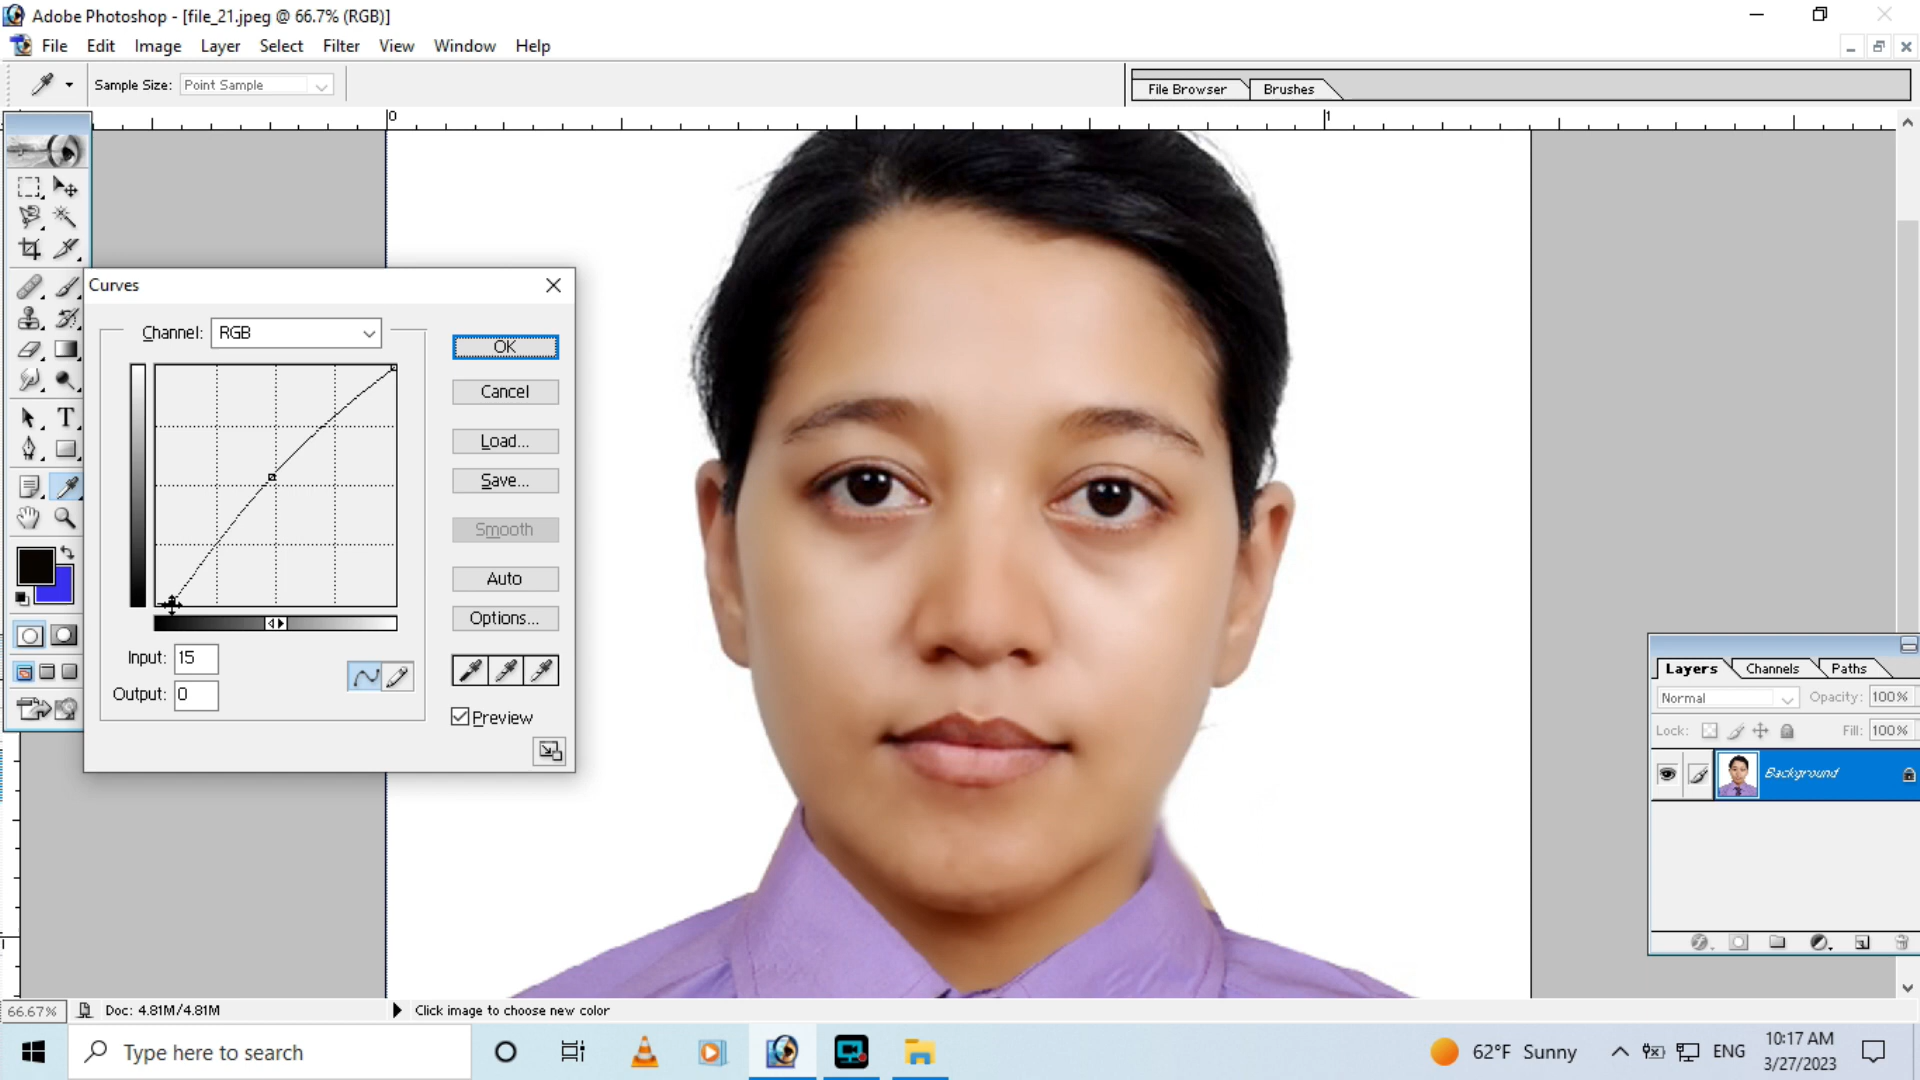 Adobe Photoshop - [file_21.jpeg @ 66.7% (RGB)]
File Edit Image Layer Select Filter View Window Help
Sample Size: Point Sample
File Browser Brushes
0 1
Curves
Channel: RGB
OK
Cancel
Load...
Save...
Smooth
Auto
Options...
Input: 15
Output: 0
Preview
Layers Channels Paths
Normal Opacity: 100%
Lock: Fill: 100%
Background
66.67% Doc: 4.81M/4.81M Click image to choose new color
Type here to search
62°F Sunny ENG 10:17 AM
3/27/2023